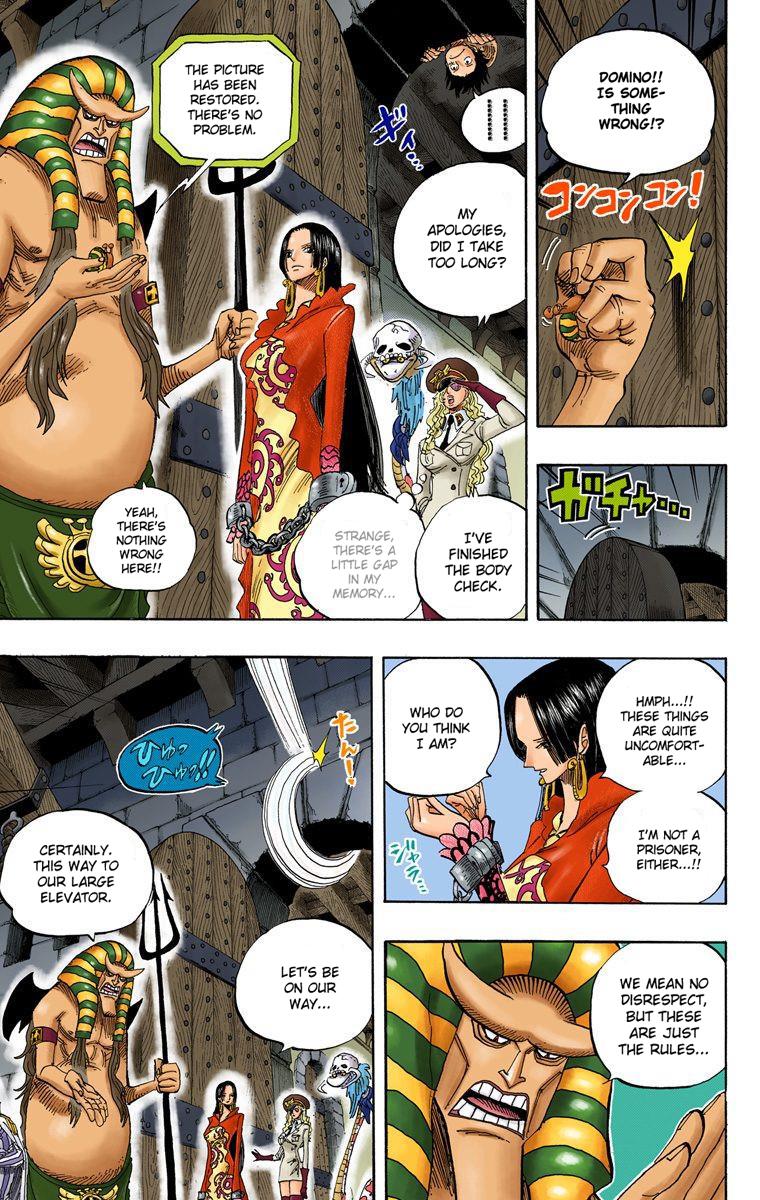 DOMINO!!
IS SOME-
THING
WRONG!?
コンコンコン!
ガチャ…
!!
ギィ…
MY
APOLOGIES,
DID I TAKE
TOO LONG?
THE PICTURE
HAS BEEN
RESTORED.
THERE'S NO
PROBLEM.
I'VE
FINISHED
THE BODY
CHECK.
STRANGE,
THERE'S A
LITTLE GAP
IN MY
MEMORY...
YEAH,
THERE'S
NOTHING
WRONG
HERE!!
HMPH...!!
THESE THINGS
ARE QUITE
UNCOMFORT-
ABLE...
I'M NOT A
PRISONER,
EITHER...!!
WHO DO
YOU THINK
I AM?
ジャラ…
WE MEAN NO
DISRESPECT,
BUT THESE
ARE JUST
THE RULES...
たん!
ひゅっ
ひゅっ!!
LET'S BE
ON OUR
WAY...
CERTAINLY.
THIS WAY TO
OUR LARGE
ELEVATOR.